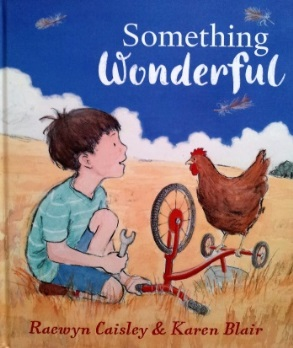 Something
Wonderful
Raewyn Caisley & Karen Blair